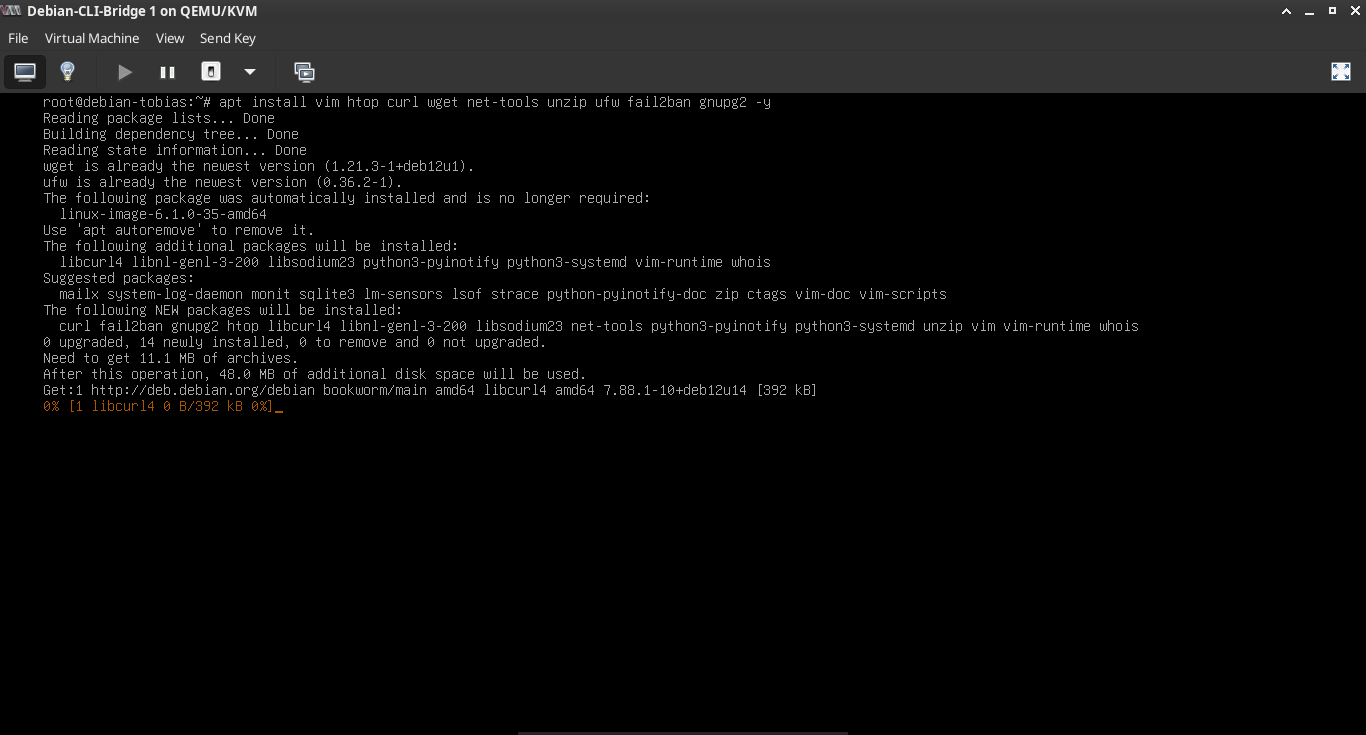 Debian-CLI-Bridge 1 on QEMU/KVM
File Virtual Machine View Send Key
root@debian-tobias:~# apt install vim htop curl wget net-tools unzip ufw fail2ban gnupg2 -y
Reading package lists... Done
Building dependency tree... Done
Reading state information... Done
wget is already the newest version (1.21.3-1+deb12u1).
ufw is already the newest version (0.36.2-1).
The following package was automatically installed and is no longer required:
  linux-image-6.1.0-35-amd64
Use 'apt autoremove' to remove it.
The following additional packages will be installed:
  libcurl4 libnl-genl-3-200 libsodium23 python3-pyinotify python3-systemd vim-runtime whois
Suggested packages:
  mailx system-log-daemon monit sqlite3 lm-sensors lsof strace python-pyinotify-doc zip ctags vim-doc vim-scripts
The following NEW packages will be installed:
  curl fail2ban gnupg2 htop libcurl4 libnl-genl-3-200 libsodium23 net-tools python3-pyinotify python3-systemd unzip vim vim-runtime whois
0 upgraded, 14 newly installed, 0 to remove and 0 not upgraded.
Need to get 11.1 MB of archives.
After this operation, 48.0 MB of additional disk space will be used.
Get:1 http://deb.debian.org/debian bookworm/main amd64 libcurl4 amd64 7.88.1-10+deb12u14 [392 kB]
0% [1 libcurl4 0 B/392 kB 0%]_